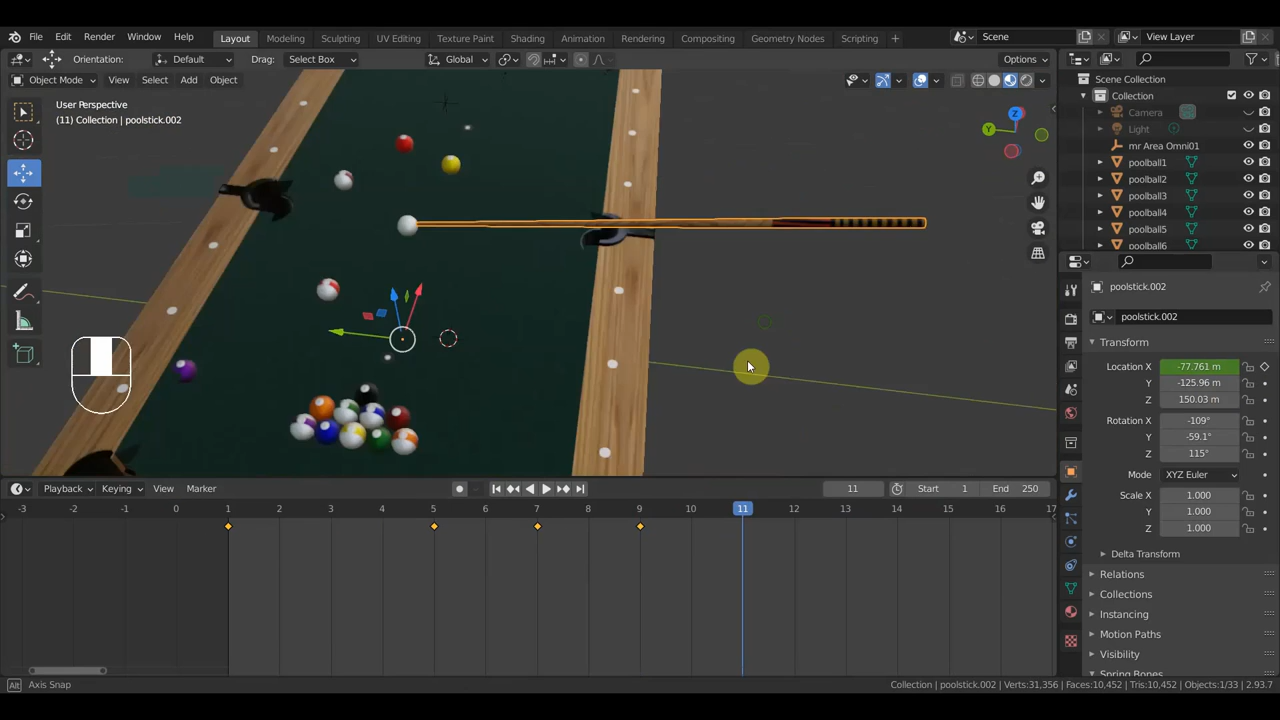 File Edit Render Window Help Layout Modeling Sculpting UV Editing Texture Paint Shading Animation Rendering Compositing Geometry Nodes Scripting + Scene View Layer
Orientation: Default Drag: Select Box Global Options
Object Mode View Select Add Object
User Perspective
(11) Collection | poolstick.002
Z
Y
Scene Collection
Collection
Camera
Light
mr Area Omni01
poolball1
poolball2
poolball3
poolball4
poolball5
poolball6
poolstick.002
poolstick.002
Transform
Location X -77.761 m
Y -125.96 m
Z 150.03 m
Rotation X -109°
Y -59.1°
Z 115°
Mode XYZ Euler
Scale X 1.000
Y 1.000
Z 1.000
Delta Transform
Relations
Collections
Instancing
Motion Paths
Visibility
Spring Bones
Playback Keying View Marker 11 Start 1 End 250
-3 -2 -1 0 1 2 3 4 5 6 7 8 9 10 11 12 13 14 15 16 17
Alt Axis Snap Collection | poolstick.002 | Verts:31,356 | Faces:10,452 | Tris:10,452 | Objects:1/33 | 2.93.7